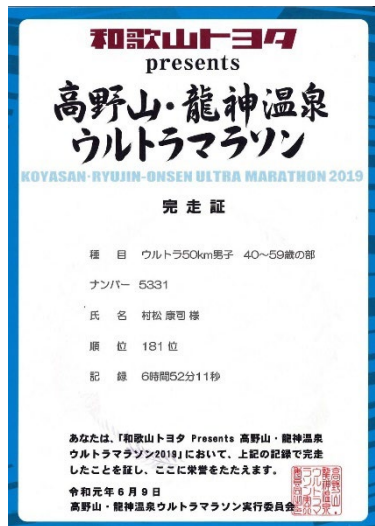 和歌山トヨタ
presents
高野山・龍神温泉
ウルトラマラソン
KOYASAN・RYUJIN-ONSEN ULTRA MARATHON 2019
完走証
種 目 ウルトラ50km男子 40〜59歳の部
ナンバー 5331
氏 名 村松 康司 様
順 位 181 位
記 録 6時間52分11秒
あなたは、「和歌山トヨタ Presents 高野山・龍神温泉
ウルトラマラソン2019」において、上記の記録で完走
したことを証し、ここに栄誉をたたえます。
令和元年6月9日
高野山・龍神温泉ウルトラマラソン実行委員会